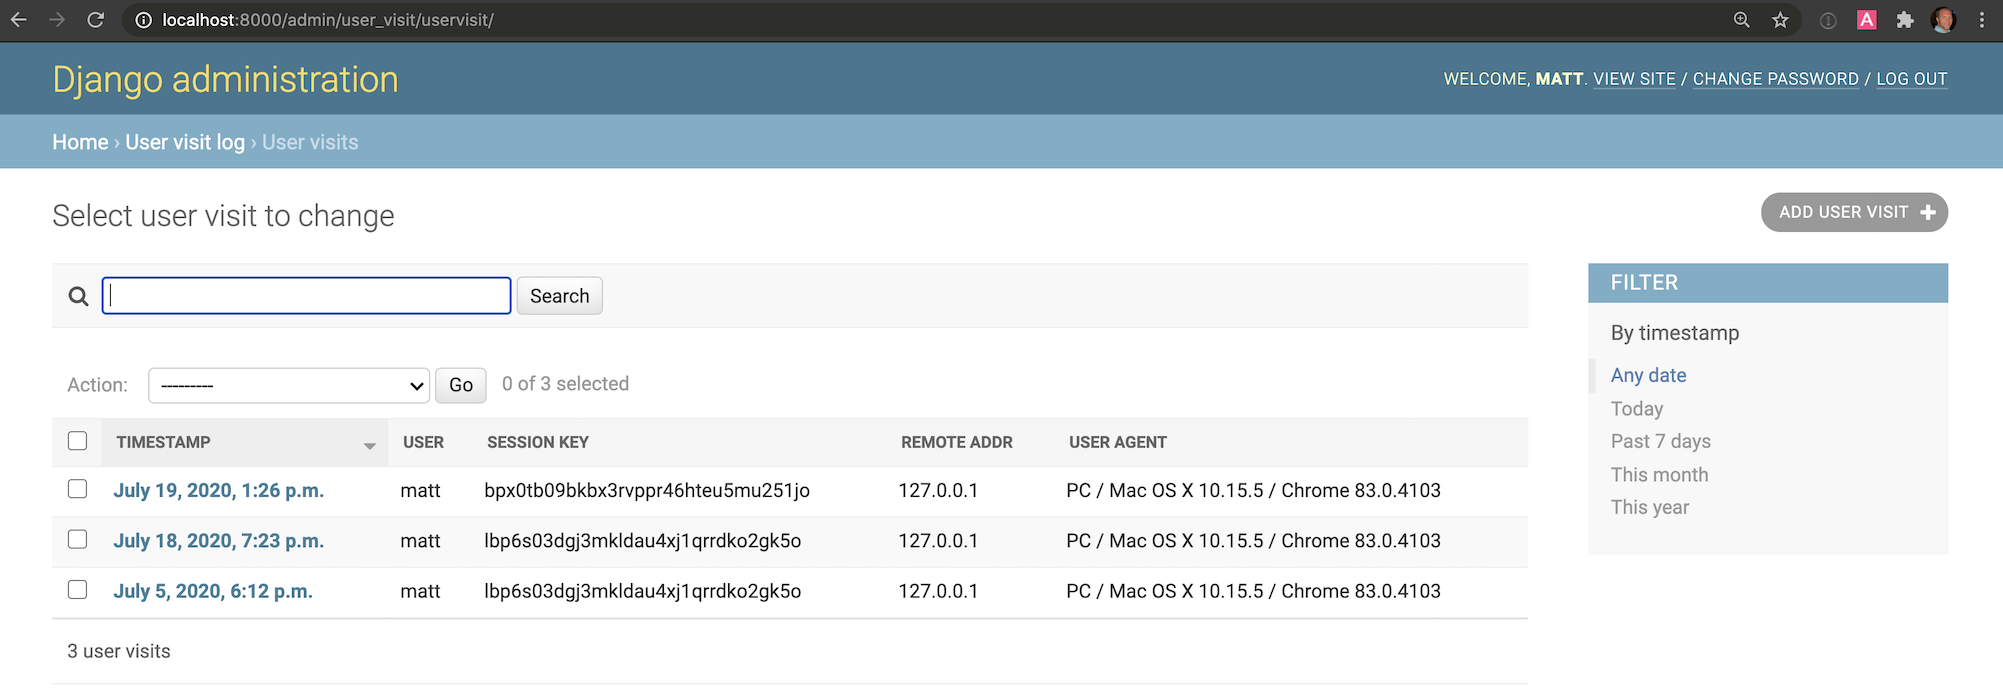 localhost:8000/admin/user_visit/uservisit/
A
Django administration
WELCOME, MATT. VIEW SITE / CHANGE PASSWORD / LOG OUT
Home › User visit log › User visits
Select user visit to change
ADD USER VISIT +
Search
FILTER
By timestamp
Any date
Today
Past 7 days
This month
This year
Action: --------- Go 0 of 3 selected
TIMESTAMP USER SESSION KEY REMOTE ADDR USER AGENT
July 19, 2020, 1:26 p.m. matt bpx0tb09bkbx3rvppr46hteu5mu251jo 127.0.0.1 PC / Mac OS X 10.15.5 / Chrome 83.0.4103
July 18, 2020, 7:23 p.m. matt lbp6s03dgj3mkldau4xj1qrrdko2gk5o 127.0.0.1 PC / Mac OS X 10.15.5 / Chrome 83.0.4103
July 5, 2020, 6:12 p.m. matt lbp6s03dgj3mkldau4xj1qrrdko2gk5o 127.0.0.1 PC / Mac OS X 10.15.5 / Chrome 83.0.4103
3 user visits